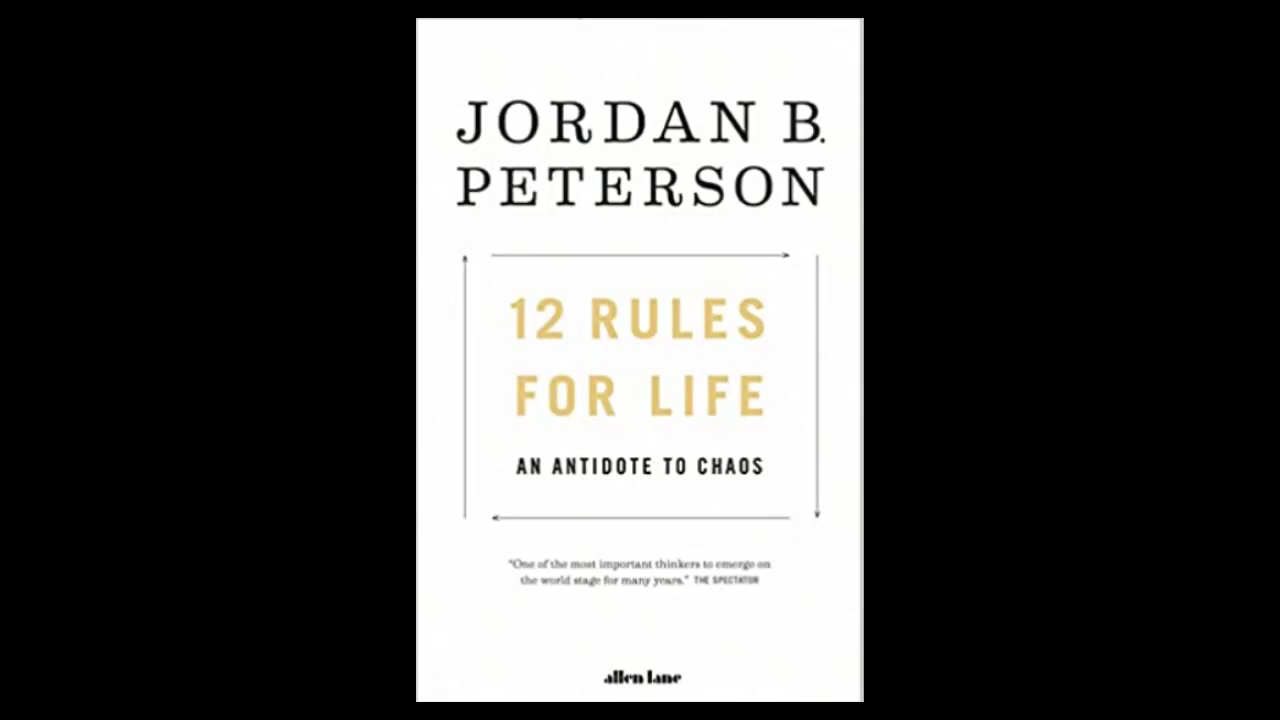 JORDAN B.
PETERSON
12 RULES
FOR LIFE
AN ANTIDOTE TO CHAOS
"One of the most important thinkers to emerge on
the world stage for many years." THE SPECTATOR
allen lane